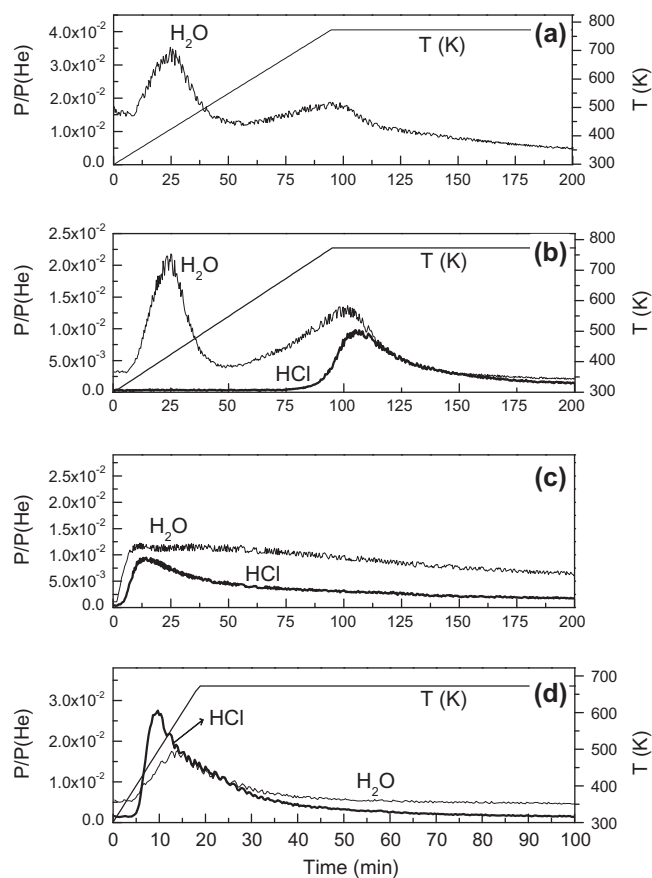 (a)
H₂O
T (K)
P/P(He)
T (K)
4.0x10⁻²
3.0x10⁻²
2.0x10⁻²
1.0x10⁻²
0.0
800
700
600
500
400
300
0 25 50 75 100 125 150 175 200
(b)
H₂O
T (K)
HCl
P/P(He)
T (K)
2.5x10⁻²
2.0x10⁻²
1.5x10⁻²
1.0x10⁻²
5.0x10⁻³
0.0
800
700
600
500
400
300
0 25 50 75 100 125 150 175 200
(c)
H₂O
HCl
P/P(He)
2.5x10⁻²
2.0x10⁻²
1.5x10⁻²
1.0x10⁻²
5.0x10⁻³
0.0
0 25 50 75 100 125 150 175 200
(d)
HCl
T (K)
H₂O
P/P(He)
T (K)
3.0x10⁻²
2.0x10⁻²
1.0x10⁻²
0.0
700
600
500
400
300
0 10 20 30 40 50 60 70 80 90 100
Time (min)